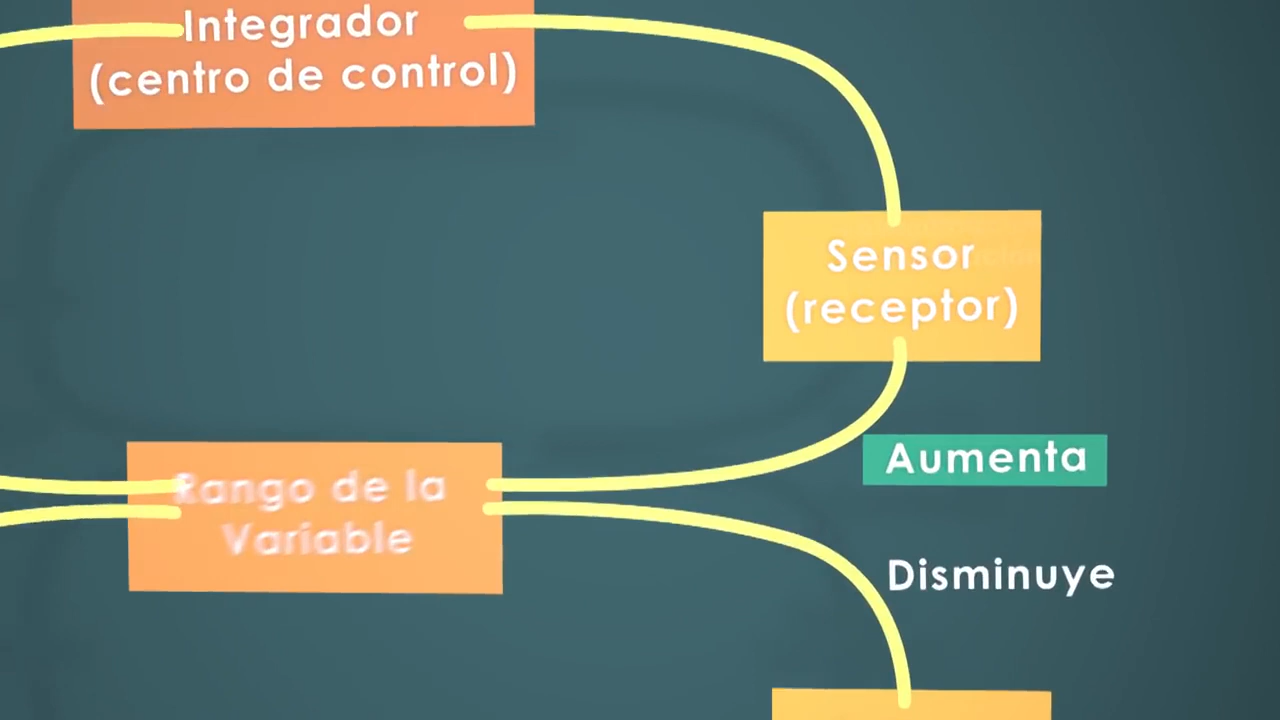 Integrador
(centro de control)
Sensor
(receptor)
Aumenta
Rango de la
Variable
Disminuye